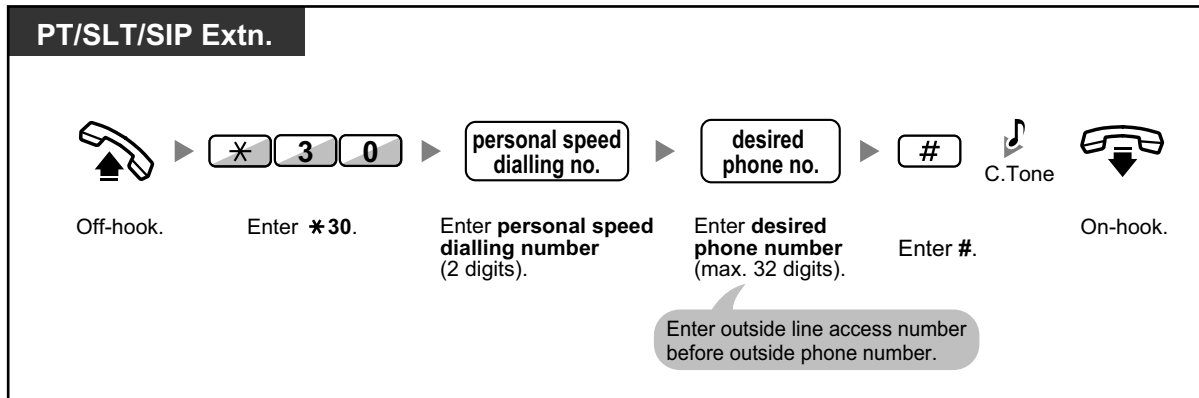 PT/SLT/SIP Extn.
* 3 0
personal speed
dialling no.
desired
phone no.
#
C.Tone
Off-hook.
Enter *30.
Enter personal speed
dialling number
(2 digits).
Enter desired
phone number
(max. 32 digits).
Enter #.
On-hook.
Enter outside line access number
before outside phone number.